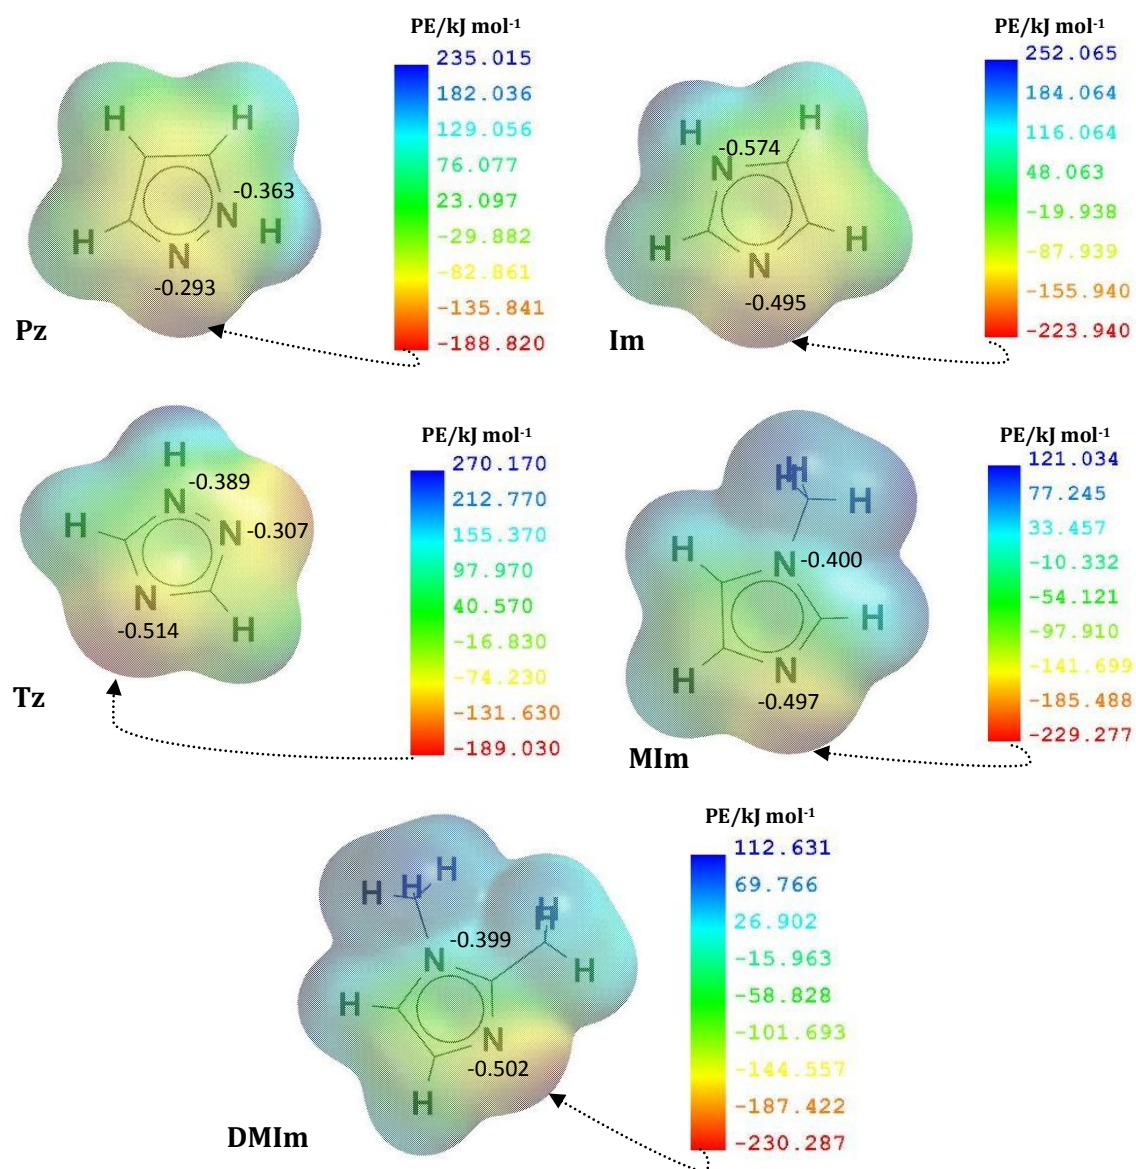 PE/kJ mol-1
235.015
182.036
129.056
76.077
23.097
-29.882
-82.861
-135.841
-188.820
H
H
-0.363
N
H
H
N
-0.293
Pz
PE/kJ mol-1
252.065
184.064
116.064
48.063
-19.938
-87.939
-155.940
-223.940
H
H
-0.574
N
H
H
N
-0.495
Im
PE/kJ mol-1
270.170
212.770
155.370
97.970
40.570
-16.830
-74.230
-131.630
-189.030
H
-0.389
N
H
N
-0.307
N
H
-0.514
Tz
PE/kJ mol-1
121.034
77.245
33.457
-10.332
-54.121
-97.910
-141.699
-185.488
-229.277
H
H
H
H
N
-0.400
H
H
N
-0.497
MIm
PE/kJ mol-1
112.631
69.766
26.902
-15.963
-58.828
-101.693
-144.557
-187.422
-230.287
H
H
H
H
H
H
-0.399
N
H
N
-0.502
H
DMIm